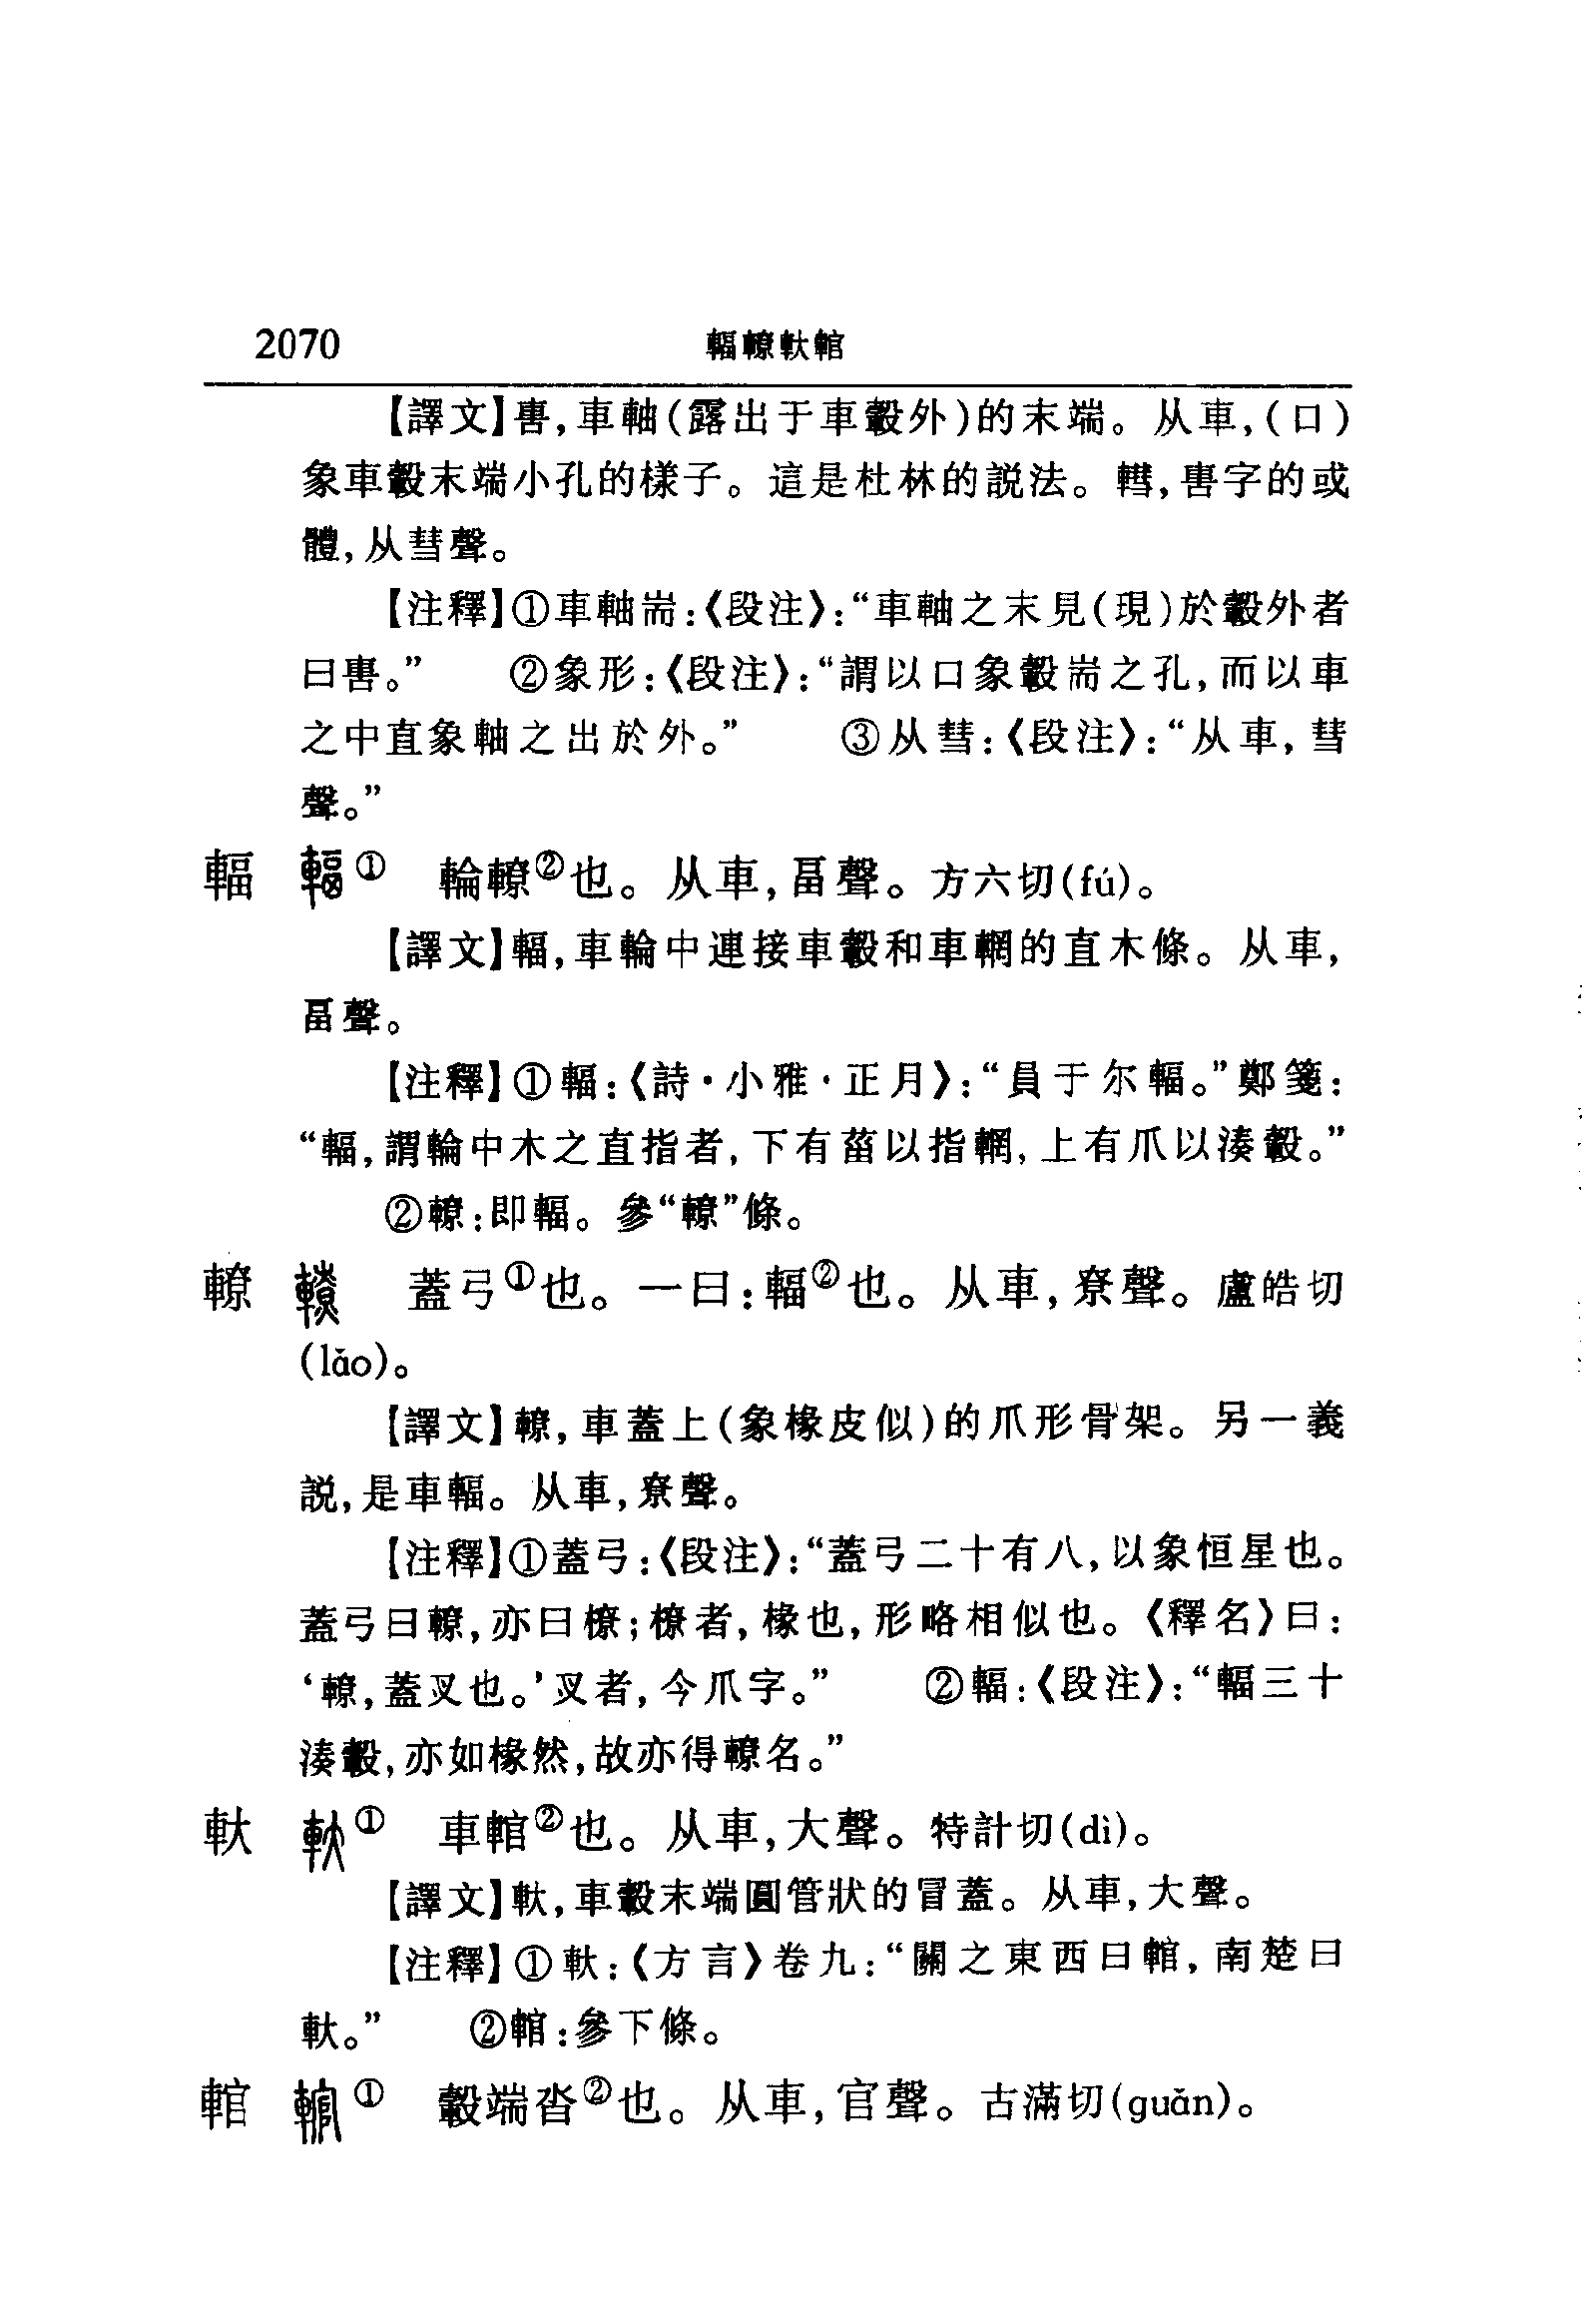 2070 輻轑軑輨
【譯文】軎，車軸(露出于車轂外)的末端。从車，(口)
象車轂末端小孔的樣子。這是杜林的説法。轊，軎字的或
體，从彗聲。
【注釋】①車軸耑：《段注》：“車軸之末見(現)於轂外者
曰軎。” ②象形：《段注》：“謂以口象轂耑之孔，而以車
之中直象軸之出於外。” ③从彗：《段注》：“从車，彗
聲。”
輻 輻① 輪轑②也。从車，畐聲。方六切(fú)。
【譯文】輻，車輪中連接車轂和車輞的直木條。从車，
畐聲。
【注釋】①輻：《詩·小雅·正月》：“員于尔輻。”鄭箋：
“輻，謂輪中木之直指者，下有菑以指輞，上有爪以湊轂。”
②轑：即輻。參“轑”條。
轑 轑 蓋弓①也。一曰：輻②也。从車，尞聲。盧皓切
(lǎo)。
【譯文】轑，車蓋上(象椽皮似)的爪形骨架。另一義
説，是車輻。从車，尞聲。
【注釋】①蓋弓：《段注》：“蓋弓二十有八，以象恒星也。
蓋弓曰轑，亦曰橑；橑者，椽也，形略相似也。《釋名》曰：
‘轑，蓋叉也。’叉者，今爪字。” ②輻：《段注》：“輻三十
湊轂，亦如椽然，故亦得轑名。”
軑 軑① 車輨②也。从車，大聲。特計切(dì)。
【譯文】軑，車轂末端圓管狀的冒蓋。从車，大聲。
【注釋】①軑：《方言》卷九：“關之東西曰輨，南楚曰
軑。” ②輨：參下條。
輨 輨① 轂端沓②也。从車，官聲。古滿切(guǎn)。